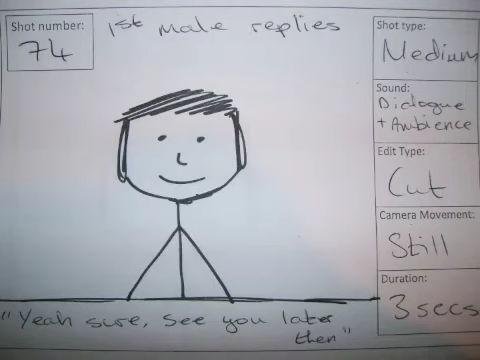 Shot number:
74
1st male replies
Shot type:
Medium
Sound:
Dialogue
+ Ambience
Edit Type:
Cut
Camera Movement:
Still
Duration:
3 secs
"Yeah sure, see you later
then"